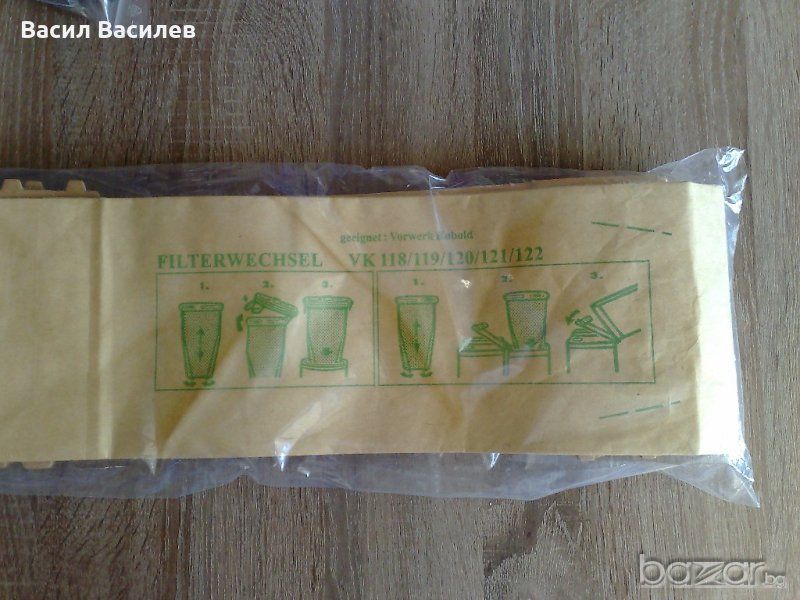 Васил Василев
geeignet : Vorwerk Kobold
FILTERWECHSEL VK 118/119/120/121/122
1. 2. 3. 1. 2. 3.
bazar.bg